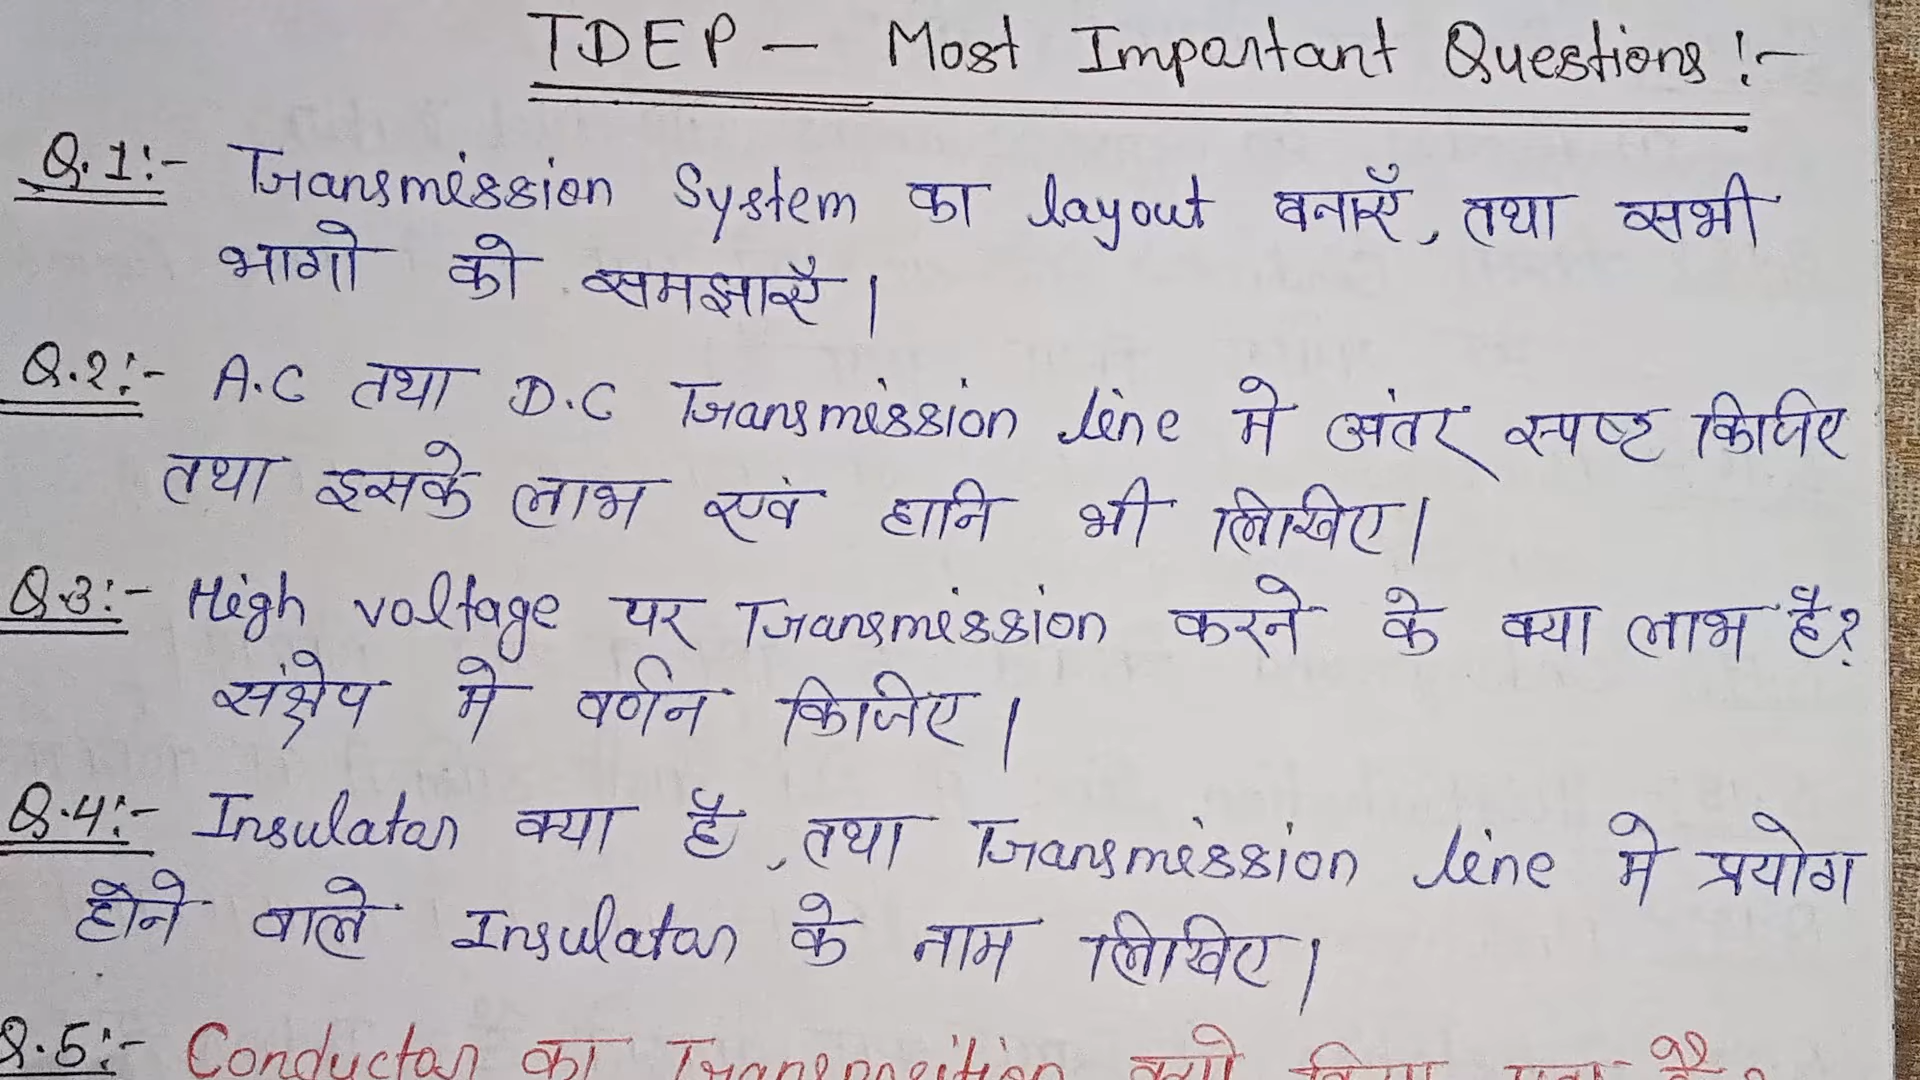 TDEP - Most Important Questions :-
Q.1:- Transmission System का layout बनाएँ, तथा सभी
भागो को समझाएँ।
Q.2:- A.C तथा D.C Transmission line मे अंतर स्पष्ट किजिए
तथा इसके लाभ एवं हानि भी लिखिए।
Q.3:- High voltage पर Transmission करने के क्या लाभ है?
संक्षेप मे वर्णन किजिए।
Q.4:- Insulator क्या है, तथा Transmission line मे प्रयोग
होने वाले Insulator के नाम लिखिए।
Q.5:- Conductor का Transposition क्यो किया है?